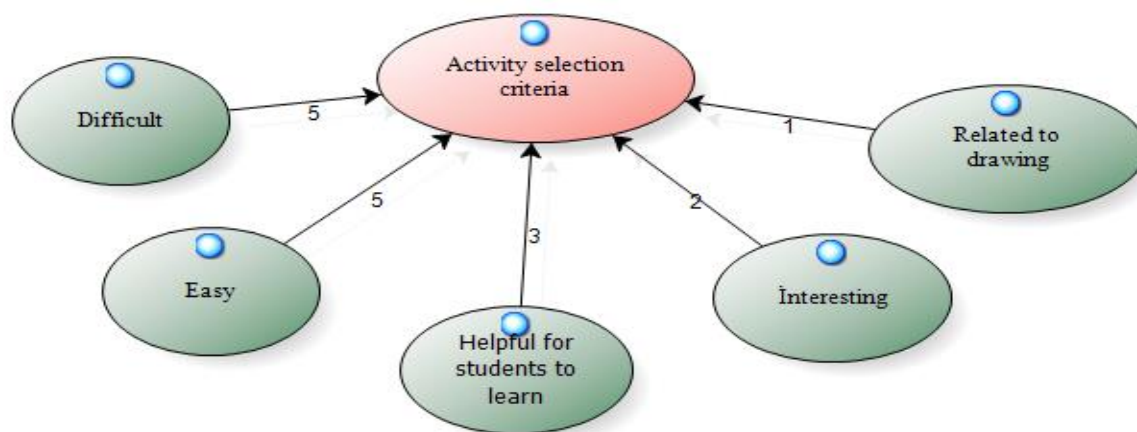 Activity selection
criteria
Difficult
5
1
Related to
drawing
Easy
5
3
2
İnteresting
Helpful for
students to
learn